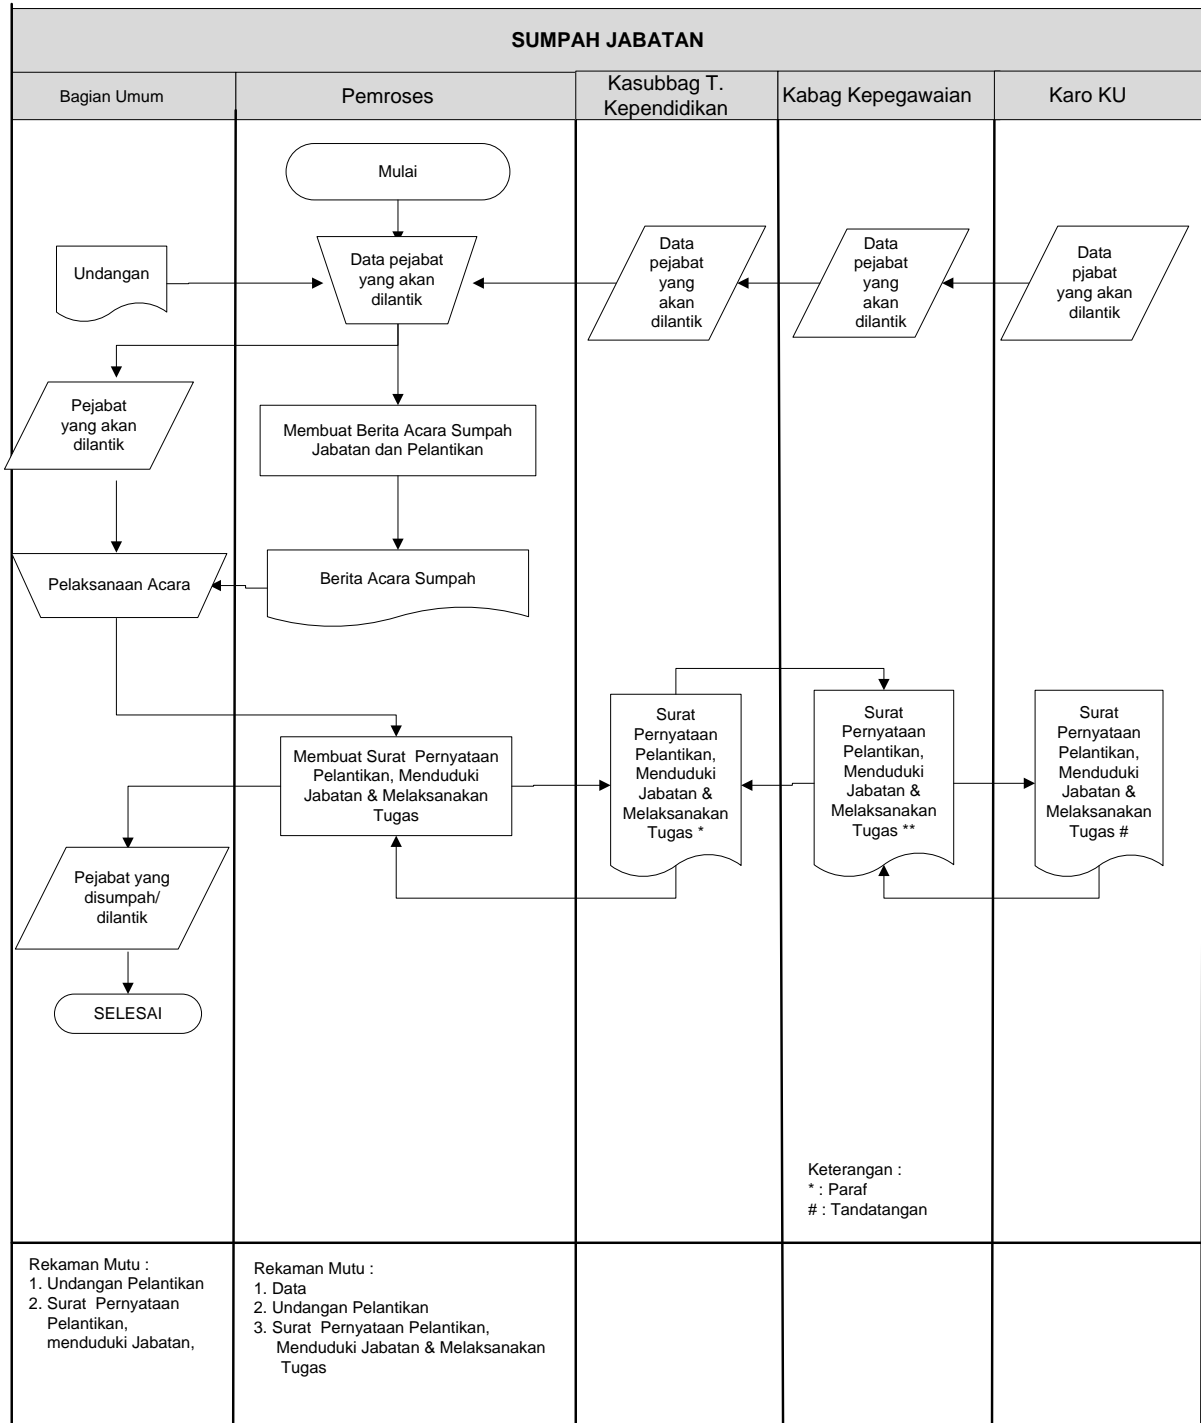 SUMPAH JABATAN
Bagian Umum
Pemroses
Kasubbag T.
Kependidikan
Kabag Kepegawaian
Karo KU
Mulai
Undangan
Data pejabat
yang akan
dilantik
Data
pejabat
yang
akan
dilantik
Data
pejabat
yang
akan
dilantik
Data
pjabat
yang akan
dilantik
Pejabat
yang akan
dilantik
Membuat Berita Acara Sumpah
Jabatan dan Pelantikan
Pelaksanaan Acara
Berita Acara Sumpah
Membuat Surat  Pernyataan
Pelantikan, Menduduki
Jabatan & Melaksanakan
Tugas
Surat
Pernyataan
Pelantikan,
Menduduki
Jabatan &
Melaksanakan
Tugas *
Surat
Pernyataan
Pelantikan,
Menduduki
Jabatan &
Melaksanakan
Tugas **
Surat
Pernyataan
Pelantikan,
Menduduki
Jabatan &
Melaksanakan
Tugas #
Pejabat yang
disumpah/
dilantik
SELESAI
Keterangan :
* : Paraf
# : Tandatangan
Rekaman Mutu :
1. Undangan Pelantikan
2. Surat  Pernyataan
Pelantikan,
menduduki Jabatan,
Rekaman Mutu :
1. Data
2. Undangan Pelantikan
3. Surat  Pernyataan Pelantikan,
Menduduki Jabatan & Melaksanakan
Tugas